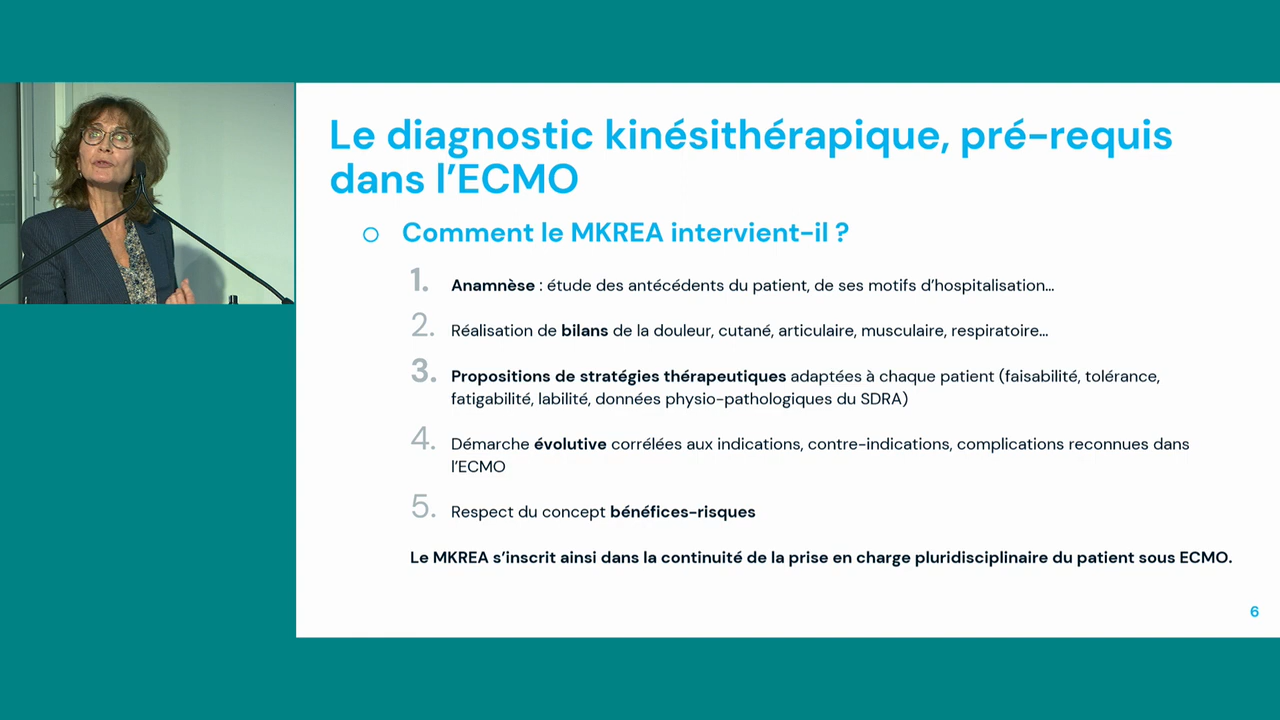 Le diagnostic kinésithérapique, pré-requis
dans l'ECMO
Comment le MKREA intervient-il ?
1. Anamnèse : étude des antécédents du patient, de ses motifs d'hospitalisation...
2. Réalisation de bilans de la douleur, cutané, articulaire, musculaire, respiratoire...
3. Propositions de stratégies thérapeutiques adaptées à chaque patient (faisabilité, tolérance,
fatigabilité, labilité, données physio-pathologiques du SDRA)
4. Démarche évolutive corrélées aux indications, contre-indications, complications reconnues dans
l'ECMO
5. Respect du concept bénéfices-risques
Le MKREA s'inscrit ainsi dans la continuité de la prise en charge pluridisciplinaire du patient sous ECMO.
6